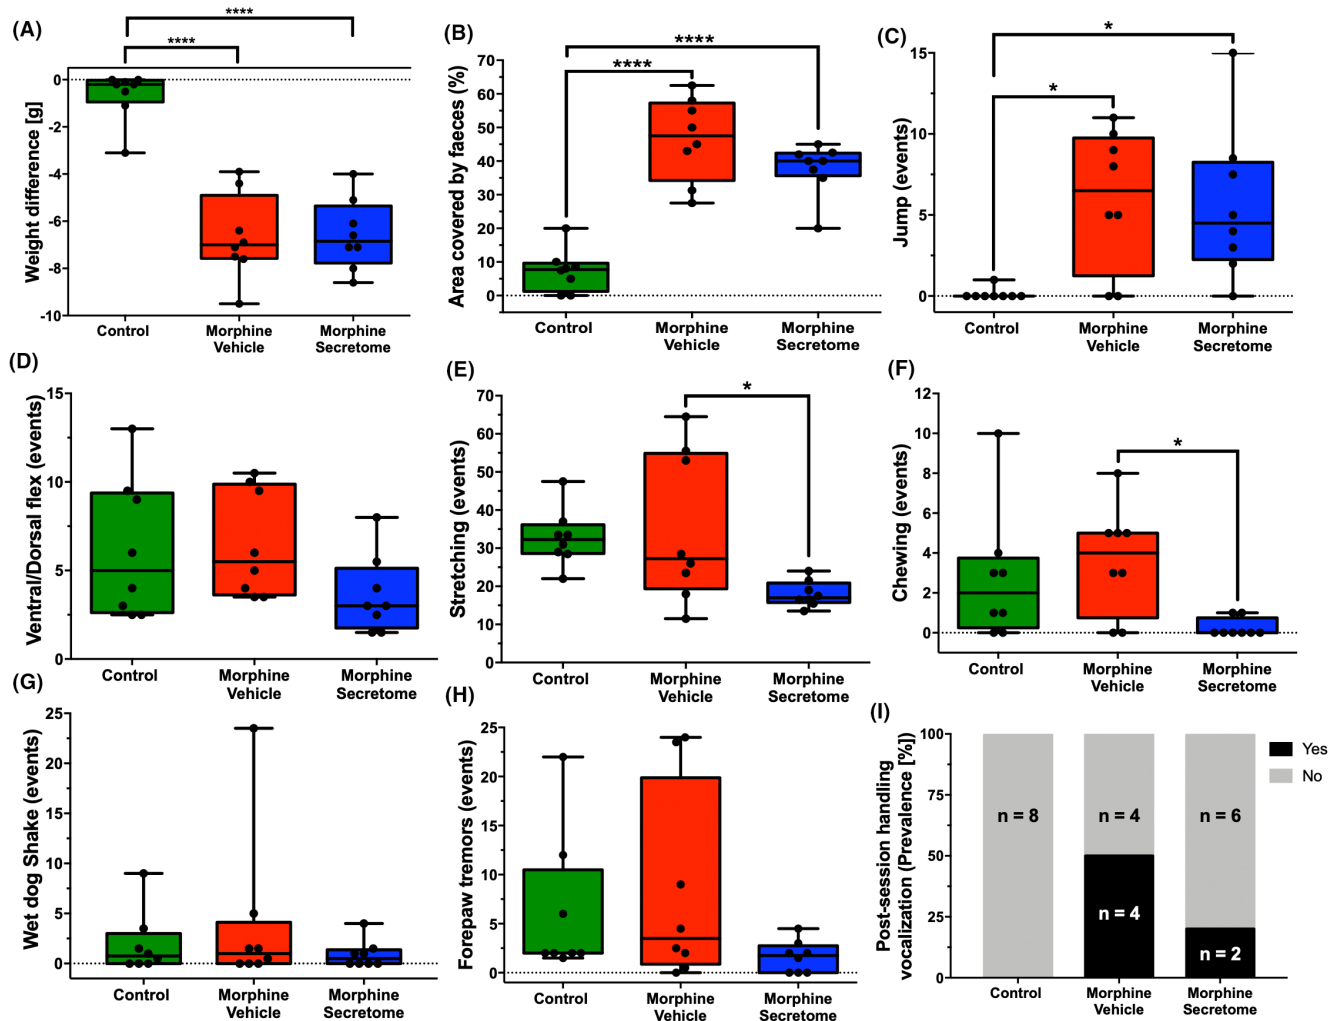 (A)
****
****
Weight difference [g]
0
-2
-4
-6
-8
-10
Control
Morphine
Vehicle
Morphine
Secretome
(B)
****
****
Area covered by faeces (%)
70
60
50
40
30
20
10
0
Control
Morphine
Vehicle
Morphine
Secretome
(C)
*
*
Jump (events)
15
10
5
0
Control
Morphine
Vehicle
Morphine
Secretome
(D)
Ventral/Dorsal flex (events)
15
10
5
0
Control
Morphine
Vehicle
Morphine
Secretome
(E)
*
Stretching (events)
70
60
50
40
30
20
10
0
Control
Morphine
Vehicle
Morphine
Secretome
(F)
*
Chewing (events)
12
10
8
6
4
2
0
Control
Morphine
Vehicle
Morphine
Secretome
(G)
Wet dog Shake (events)
25
20
15
10
5
0
Control
Morphine
Vehicle
Morphine
Secretome
(H)
Forepaw tremors (events)
25
20
15
10
5
0
Control
Morphine
Vehicle
Morphine
Secretome
(I)
Post-session handling
vocalization (Prevalence [%])
100
75
50
25
0
n = 8
n = 4
n = 4
n = 6
n = 2
Yes
No
Control
Morphine
Vehicle
Morphine
Secretome